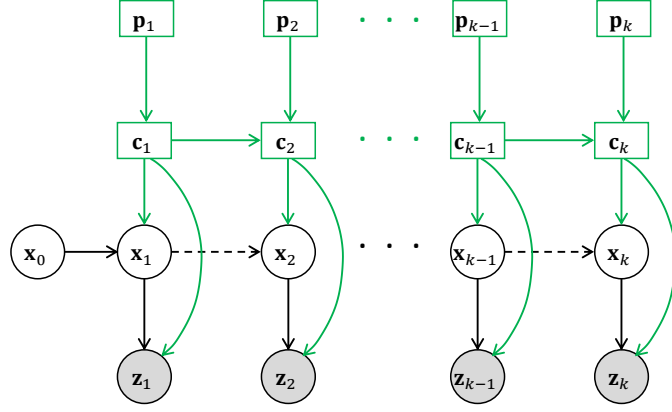 p₁ p₂ · · · pₖ₋₁ pₖ
c₁ c₂ · · · cₖ₋₁ cₖ
x₀ x₁ x₂ · · · xₖ₋₁ xₖ
z₁ z₂ zₖ₋₁ zₖ